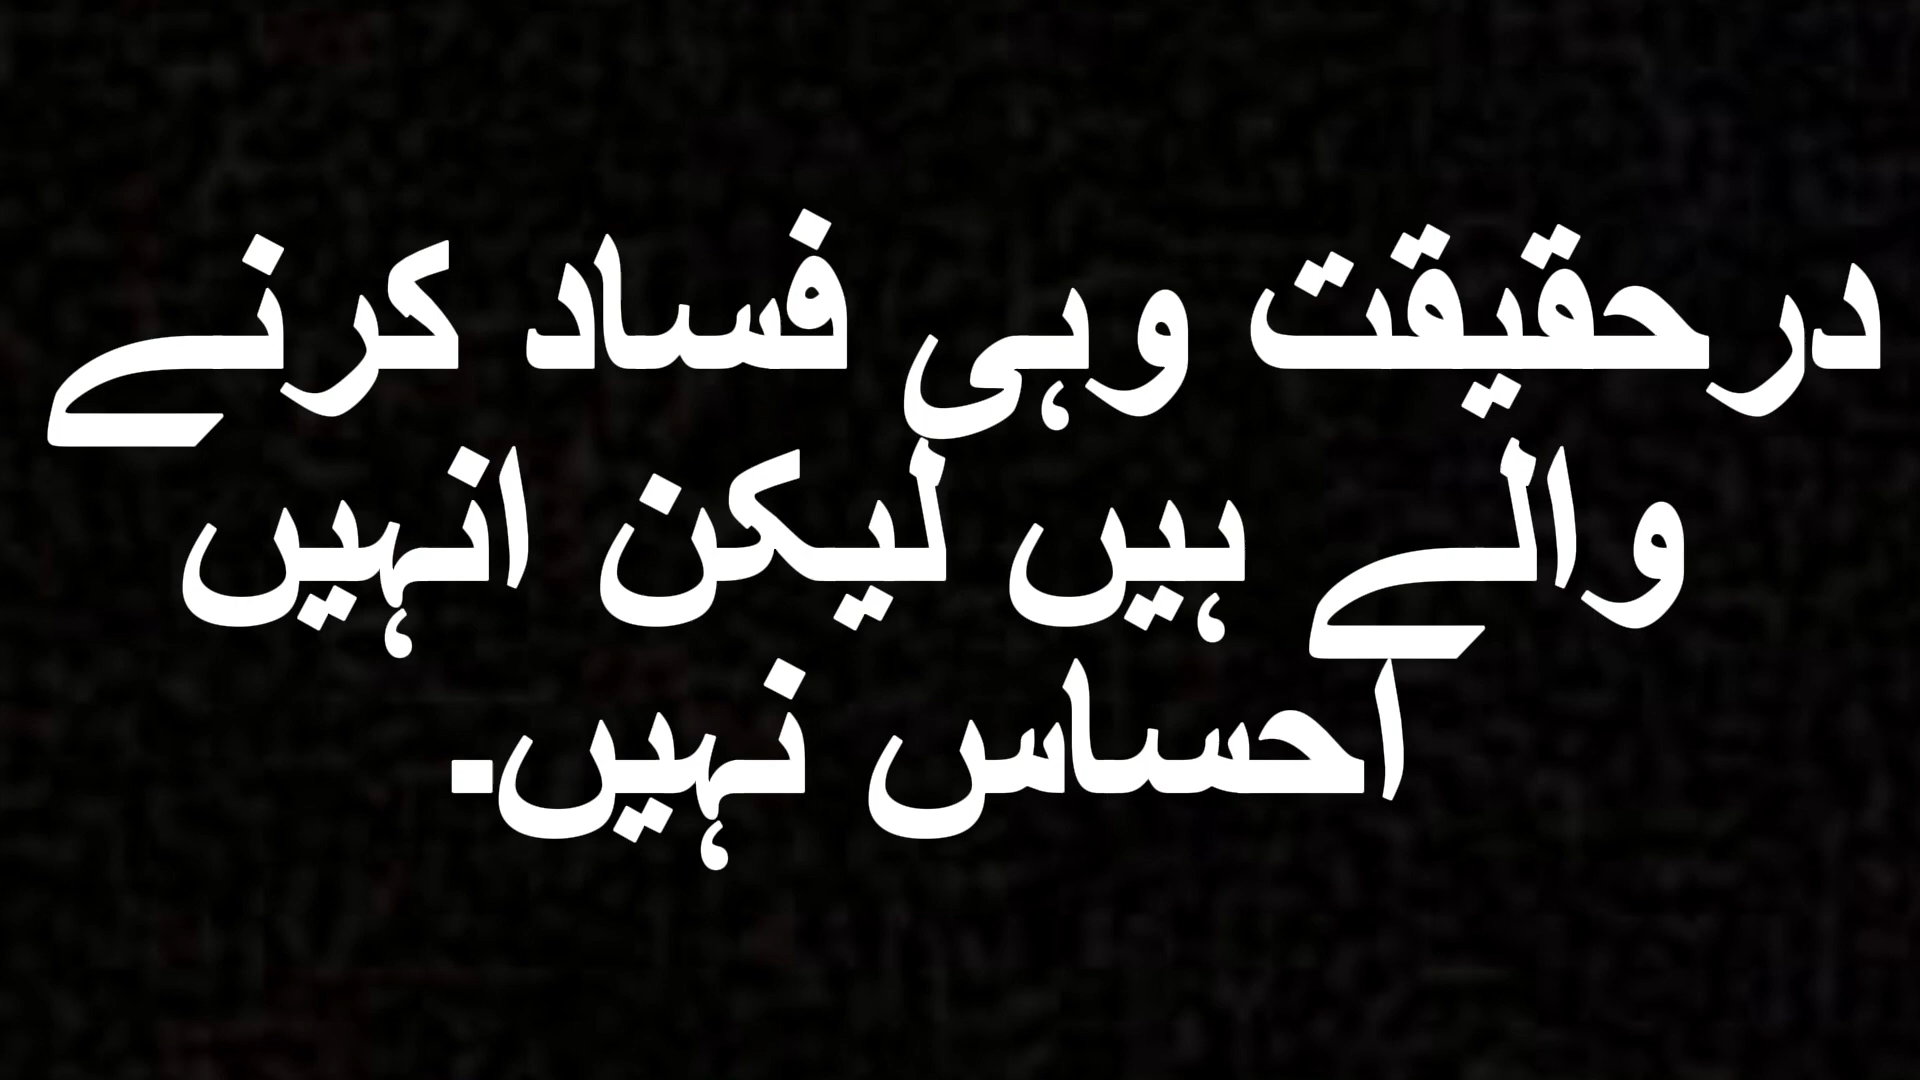 درحقیقت وہی فساد کرنے
والے ہیں لیکن انہیں
احساس نہیں.